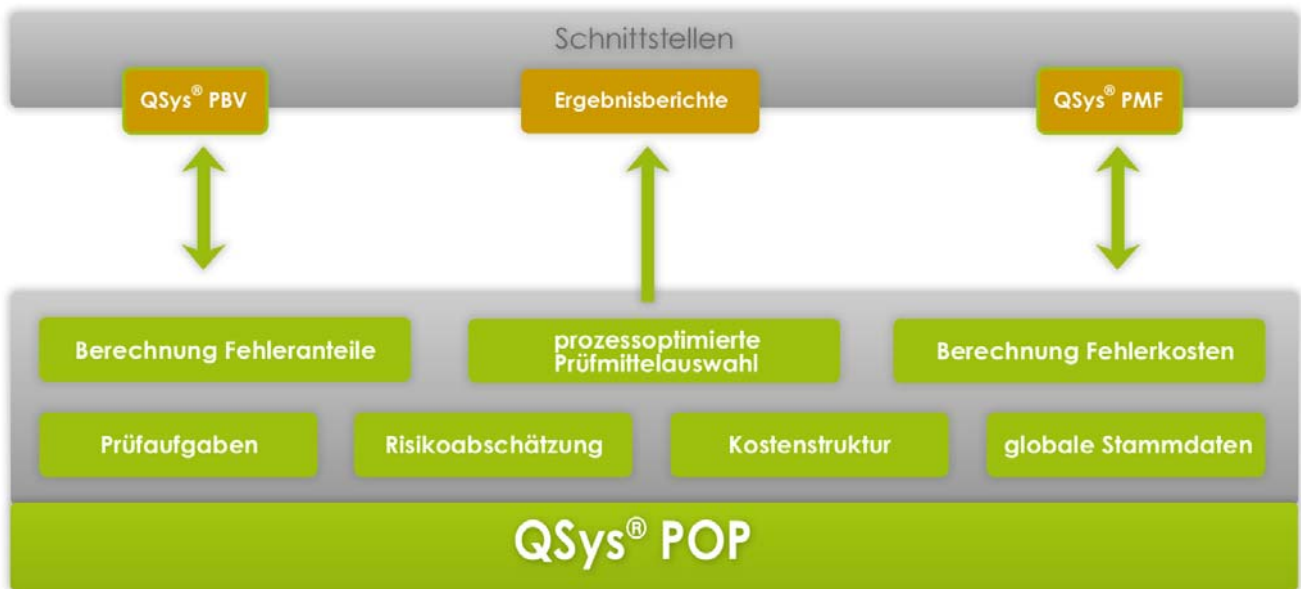 Schnittstellen
QSys® PBV
Ergebnisberichte
QSys® PMF
Berechnung Fehleranteile
prozessoptimierte
Prüfmittelauswahl
Berechnung Fehlerkosten
Prüfaufgaben
Risikoabschätzung
Kostenstruktur
globale Stammdaten
QSys® POP